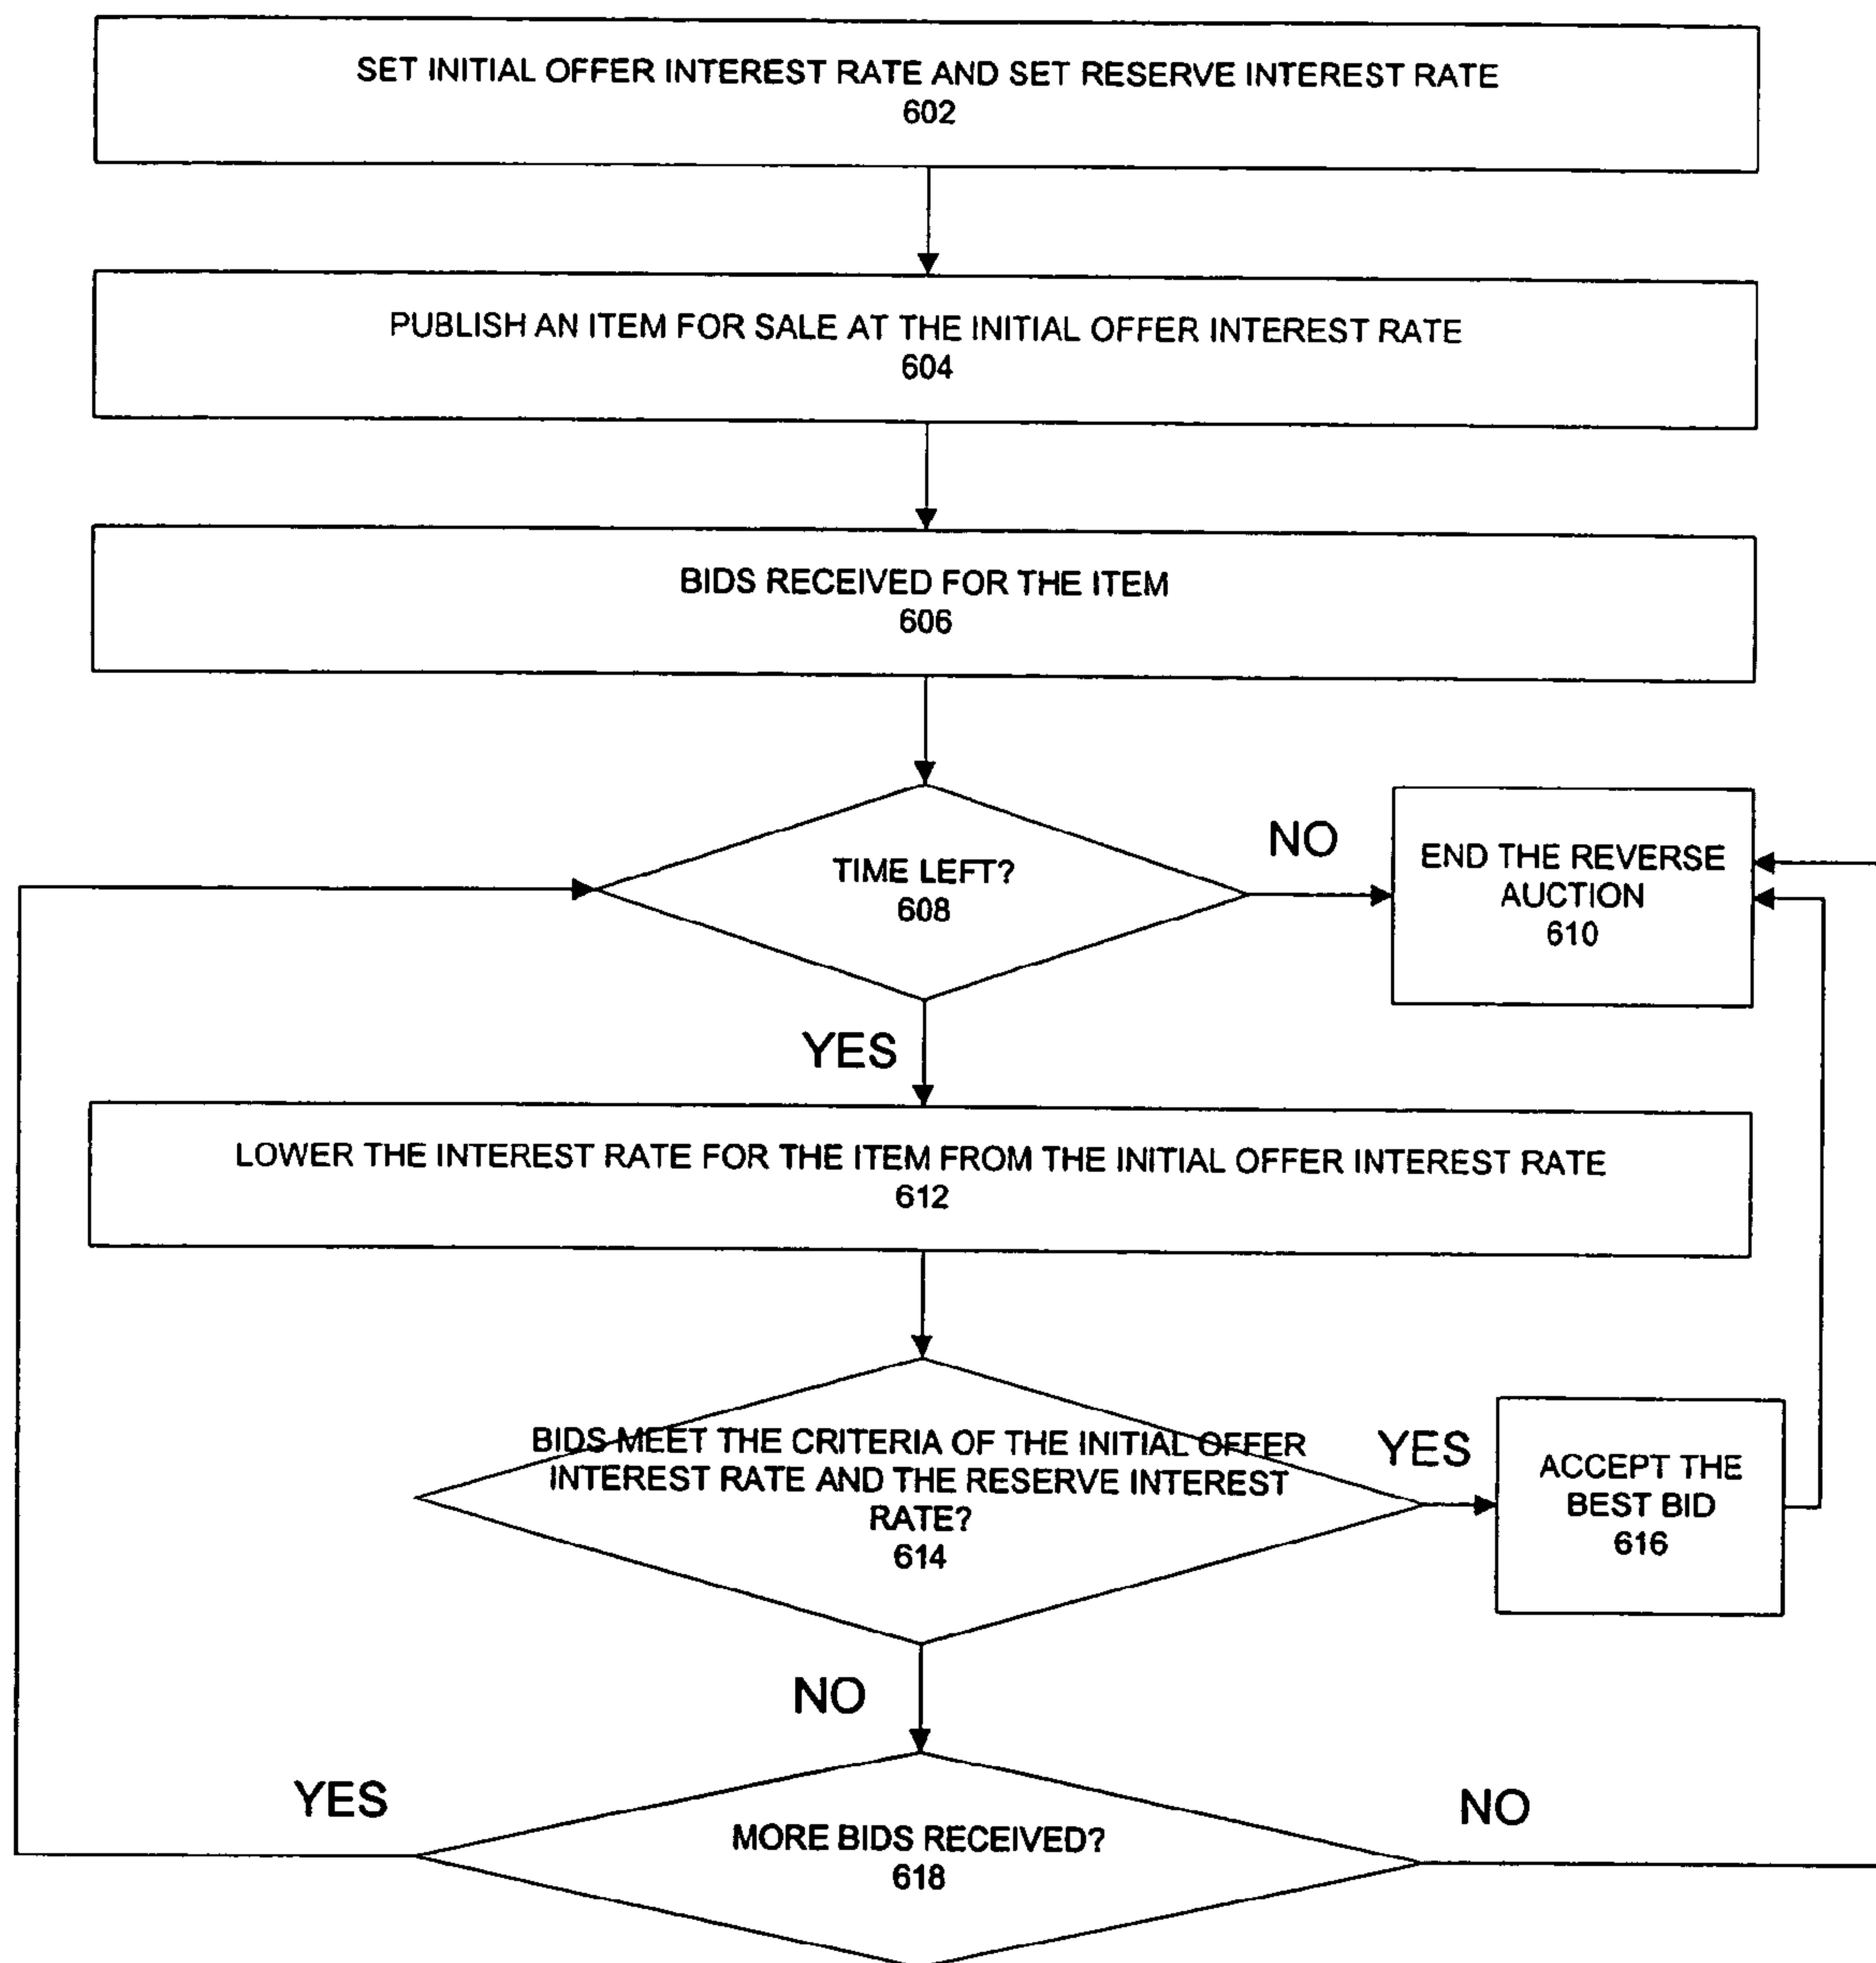 SET INITIAL OFFER INTEREST RATE AND SET RESERVE INTEREST RATE
602
PUBLISH AN ITEM FOR SALE AT THE INITIAL OFFER INTEREST RATE
604
BIDS RECEIVED FOR THE ITEM
606
TIME LEFT?
608
NO
END THE REVERSE
AUCTION
610
YES
LOWER THE INTEREST RATE FOR THE ITEM FROM THE INITIAL OFFER INTEREST RATE
612
BIDS MEET THE CRITERIA OF THE INITIAL OFFER
INTEREST RATE AND THE RESERVE INTEREST
RATE?
614
YES
ACCEPT THE
BEST BID
616
NO
YES
MORE BIDS RECEIVED?
618
NO